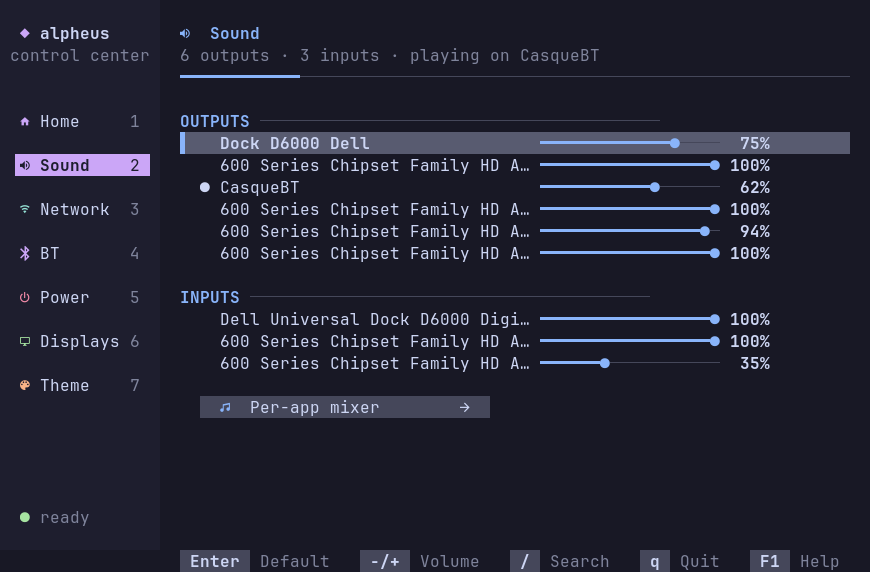 alpheus
control center
Home 1
Sound 2
Network 3
BT 4
Power 5
Displays 6
Theme 7
ready
Sound
6 outputs · 3 inputs · playing on CasqueBT
OUTPUTS
Dock D6000 Dell 75%
600 Series Chipset Family HD A… 100%
CasqueBT 62%
600 Series Chipset Family HD A… 100%
600 Series Chipset Family HD A… 94%
600 Series Chipset Family HD A… 100%
INPUTS
Dell Universal Dock D6000 Digi… 100%
600 Series Chipset Family HD A… 100%
600 Series Chipset Family HD A… 35%
Per-app mixer →
Enter Default -/+ Volume / Search q Quit F1 Help